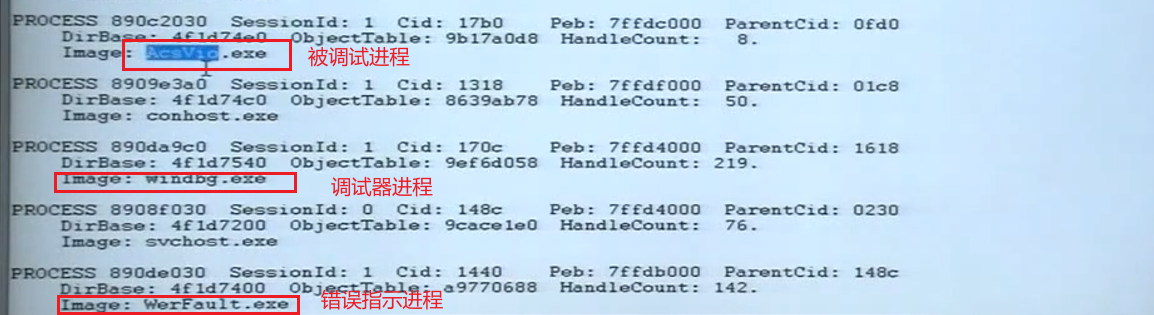 PROCESS 890c2030 SessionId: 1 Cid: 17b0 Peb: 7ffdc000 ParentCid: 0fd0
DirBase: 4f1d74e0 ObjectTable: 9b17a0d8 HandleCount: 8.
Image: AcsVio.exe 被调试进程
PROCESS 8909e3a0 SessionId: 1 Cid: 1318 Peb: 7ffdf000 ParentCid: 01c8
DirBase: 4f1d74c0 ObjectTable: 8639ab78 HandleCount: 50.
Image: conhost.exe
PROCESS 890da9c0 SessionId: 1 Cid: 170c Peb: 7ffd4000 ParentCid: 1618
DirBase: 4f1d7540 ObjectTable: 9ef6d058 HandleCount: 219.
Image: windbg.exe 调试器进程
PROCESS 8908f030 SessionId: 0 Cid: 148c Peb: 7ffd4000 ParentCid: 0230
DirBase: 4f1d7200 ObjectTable: 9cace1e0 HandleCount: 76.
Image: svchost.exe
PROCESS 890de030 SessionId: 1 Cid: 1440 Peb: 7ffdb000 ParentCid: 148c
DirBase: 4f1d7400 ObjectTable: a9770688 HandleCount: 142.
Image: WerFault.exe 错误指示进程